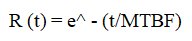 R (t) = e^ - (t/MTBF)